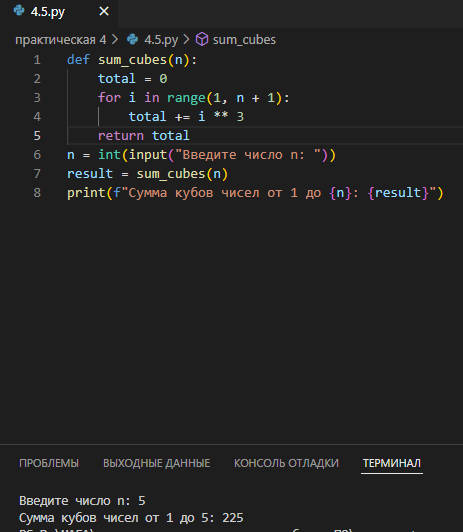 4.5.py
практическая 4 > 4.5.py > sum_cubes
1 def sum_cubes(n):
2     total = 0
3     for i in range(1, n + 1):
4         total += i ** 3
5     return total
6 n = int(input("Введите число n: "))
7 result = sum_cubes(n)
8 print(f"Сумма кубов чисел от 1 до {n}: {result}")
ПРОБЛЕМЫ ВЫХОДНЫЕ ДАННЫЕ КОНСОЛЬ ОТЛАДКИ ТЕРМИНАЛ
Введите число n: 5
Сумма кубов чисел от 1 до 5: 225